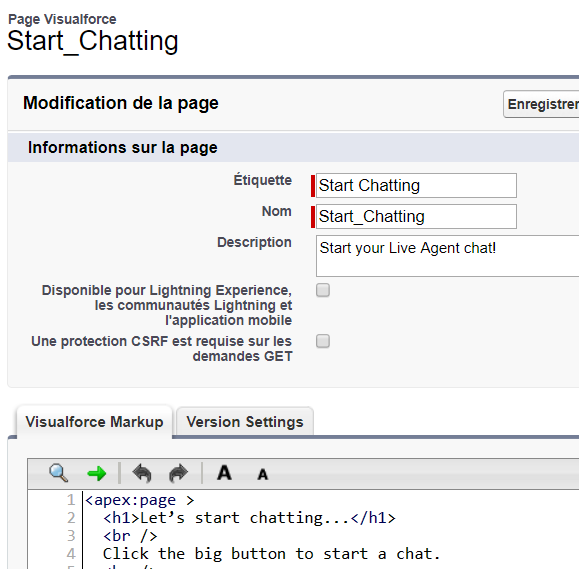 Page Visualforce
Start_Chatting
Modification de la page
Enregistrer
Informations sur la page
Étiquette
Start Chatting
Nom
Start_Chatting
Description
Start your Live Agent chat!
Disponible pour Lightning Experience,
les communautés Lightning et
l'application mobile
Une protection CSRF est requise sur les
demandes GET
Visualforce Markup
Version Settings
A A
1 <apex:page >
2 <h1>Let’s start chatting...</h1>
3 <br />
4 Click the big button to start a chat.